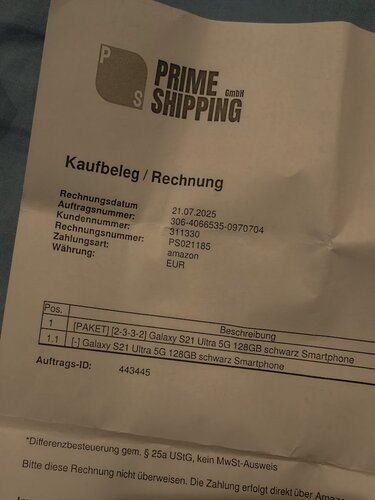 P
S
PRIME
SHIPPING GmbH
Kaufbeleg / Rechnung
Rechnungsdatum 21.07.2025
Auftragsnummer: 306-4066535-0970704
Kundennummer: 311330
Rechnungsnummer: PS021185
Zahlungsart: amazon
Währung: EUR
Pos. Beschreibung
1 [PAKET] [2-3-3-2] Galaxy S21 Ultra 5G 128GB schwarz Smartphone
1.1 [-] Galaxy S21 Ultra 5G 128GB schwarz Smartphone
Auftrags-ID: 443445
*Differenzbesteuerung gem. § 25a UStG, kein MwSt-Ausweis
Bitte diese Rechnung nicht überweisen. Die Zahlung erfolgt direkt über Amazo